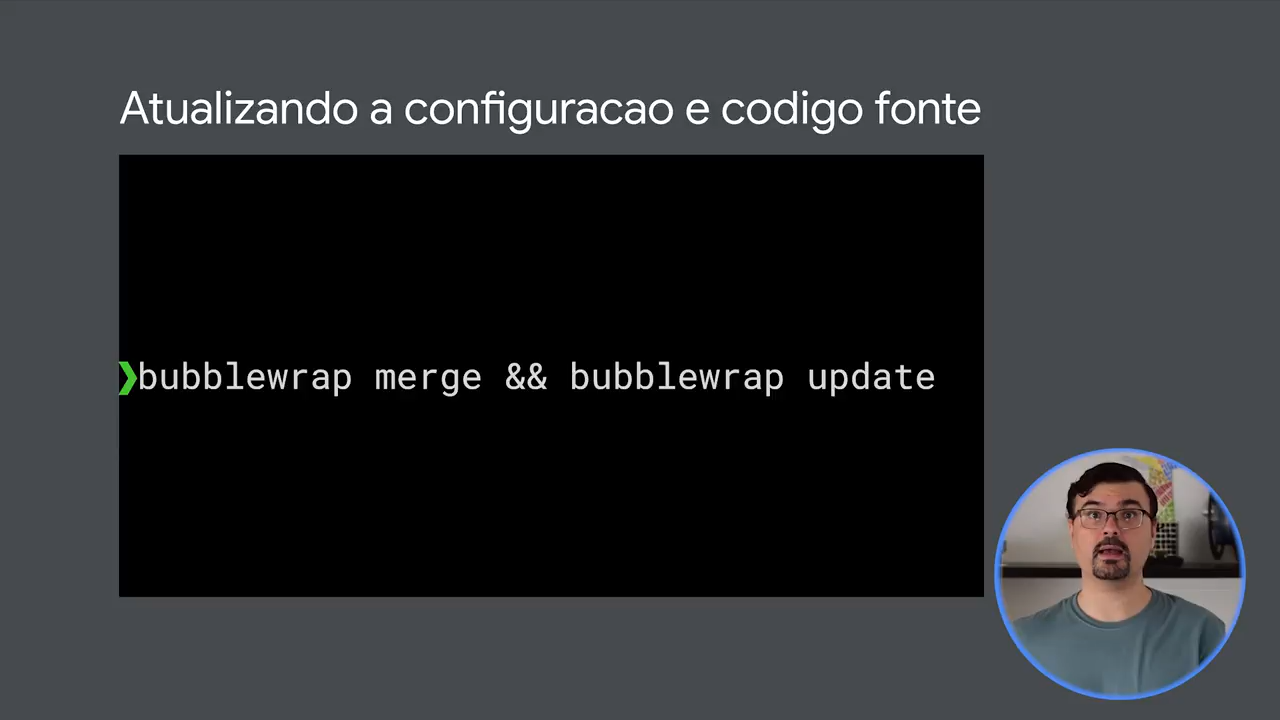 Atualizando a configuracao e codigo fonte
❯bubblewrap merge && bubblewrap update